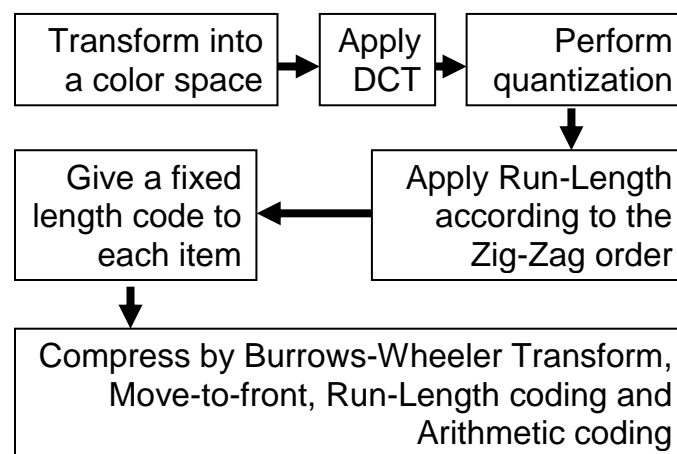 Transform into
a color space
Apply
DCT
Perform
quantization
Give a fixed
length code to
each item
Apply Run-Length
according to the
Zig-Zag order
Compress by Burrows-Wheeler Transform,
Move-to-front, Run-Length coding and
Arithmetic coding